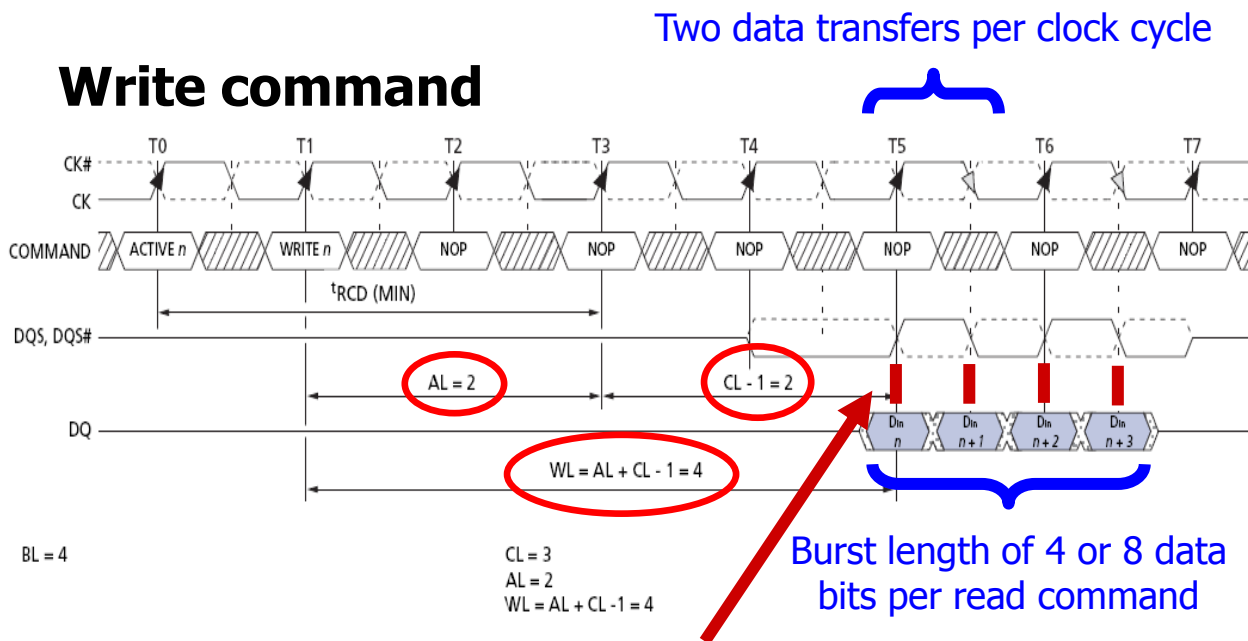 Two data transfers per clock cycle
Write command
T0 T1 T2 T3 T4 T5 T6 T7
CK#
CK
COMMAND ACTIVE n WRITE n NOP NOP NOP NOP NOP NOP
tRCD (MIN)
DQS, DQS#
AL = 2 CL - 1 = 2
DQ DIn n DIn n + 1 DIn n + 2 DIn n + 3
WL = AL + CL - 1 = 4
BL = 4
CL = 3
AL = 2
WL = AL + CL -1 = 4
Burst length of 4 or 8 data
bits per read command